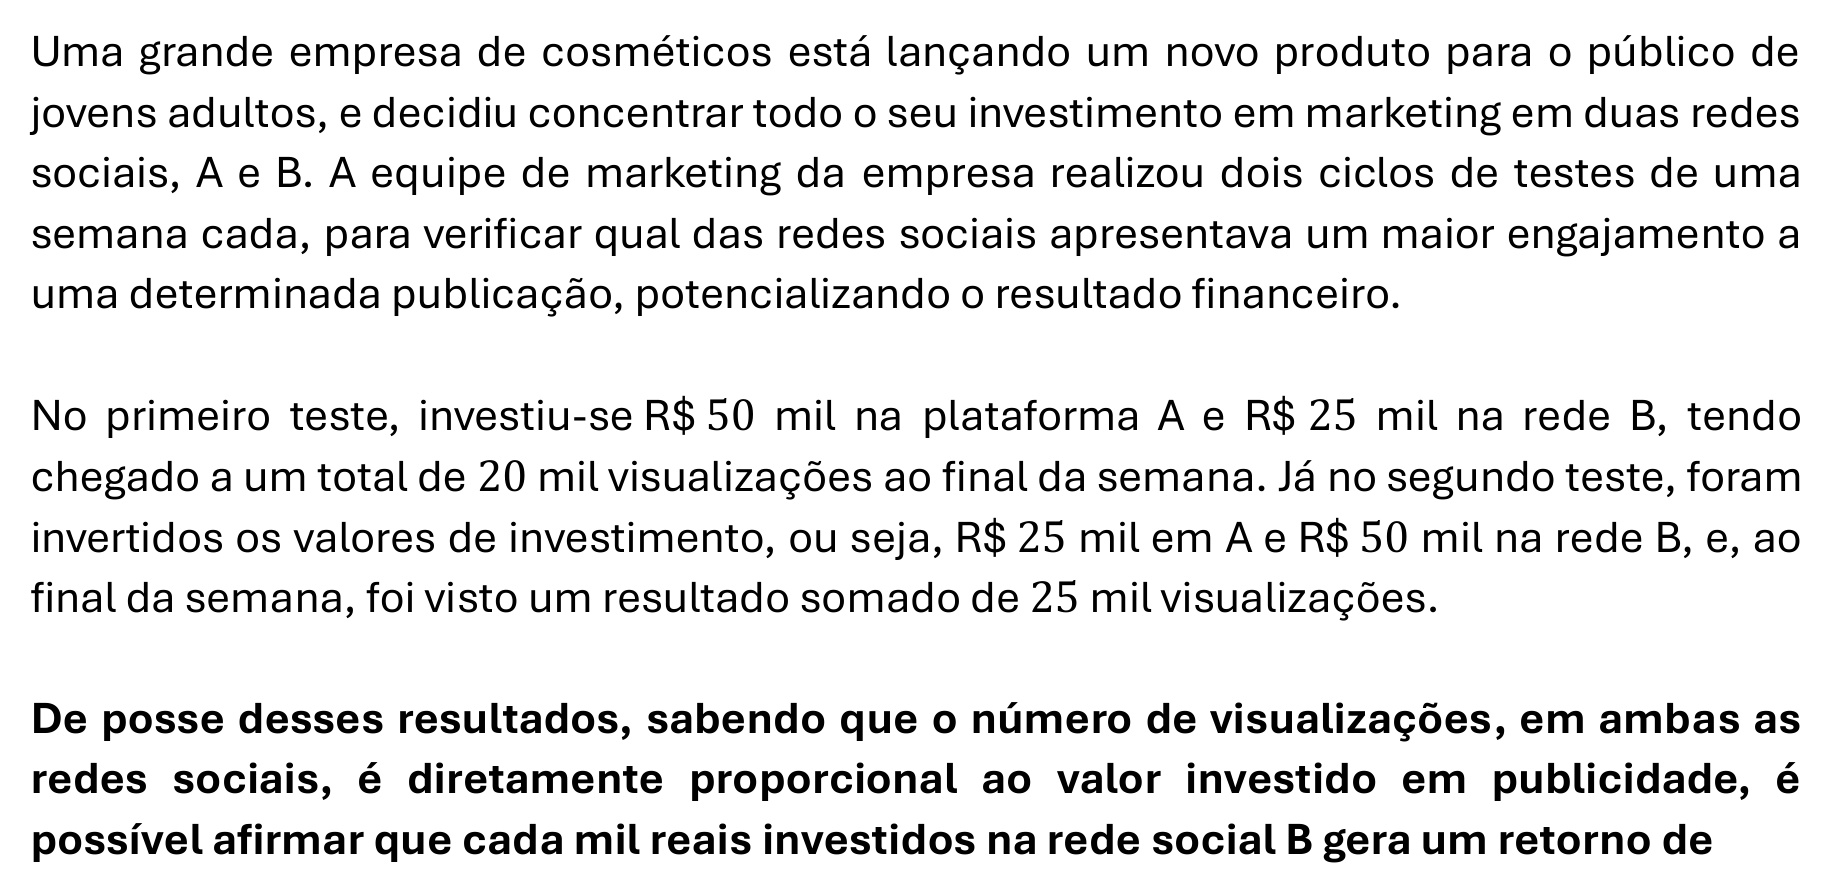 Uma grande empresa de cosméticos está lançando um novo produto para o público de
jovens adultos, e decidiu concentrar todo o seu investimento em marketing em duas redes
sociais, A e B. A equipe de marketing da empresa realizou dois ciclos de testes de uma
semana cada, para verificar qual das redes sociais apresentava um maior engajamento a
uma determinada publicação, potencializando o resultado financeiro.
No primeiro teste, investiu-se R$ 50 mil na plataforma A e R$ 25 mil na rede B, tendo
chegado a um total de 20 mil visualizações ao final da semana. Já no segundo teste, foram
invertidos os valores de investimento, ou seja, R$ 25 mil em A e R$ 50 mil na rede B, e, ao
final da semana, foi visto um resultado somado de 25 mil visualizações.
De posse desses resultados, sabendo que o número de visualizações, em ambas as
redes sociais, é diretamente proporcional ao valor investido em publicidade, é
possível afirmar que cada mil reais investidos na rede social B gera um retorno de